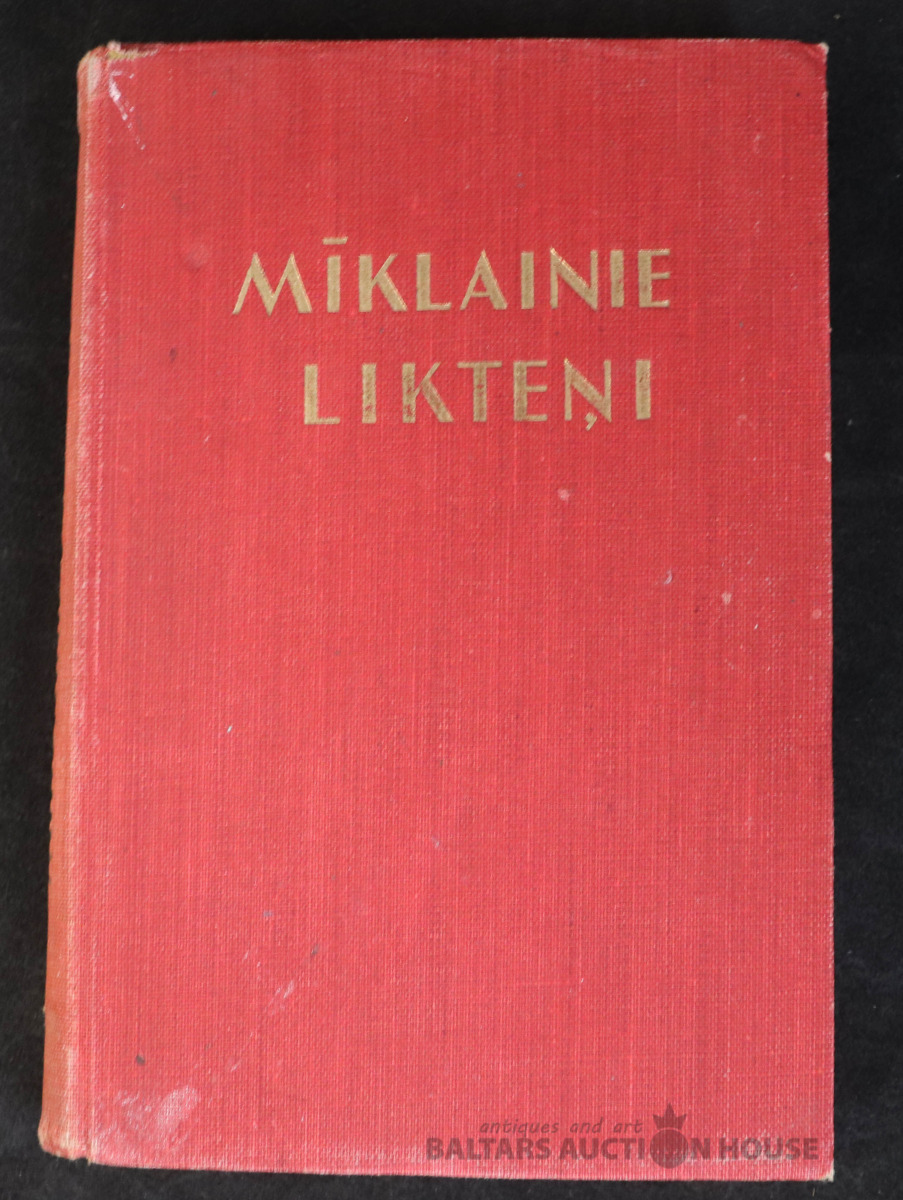 MĪKLAINIE
LIKTEŅI
antiques and art
BALTARS AUCTION HOUSE